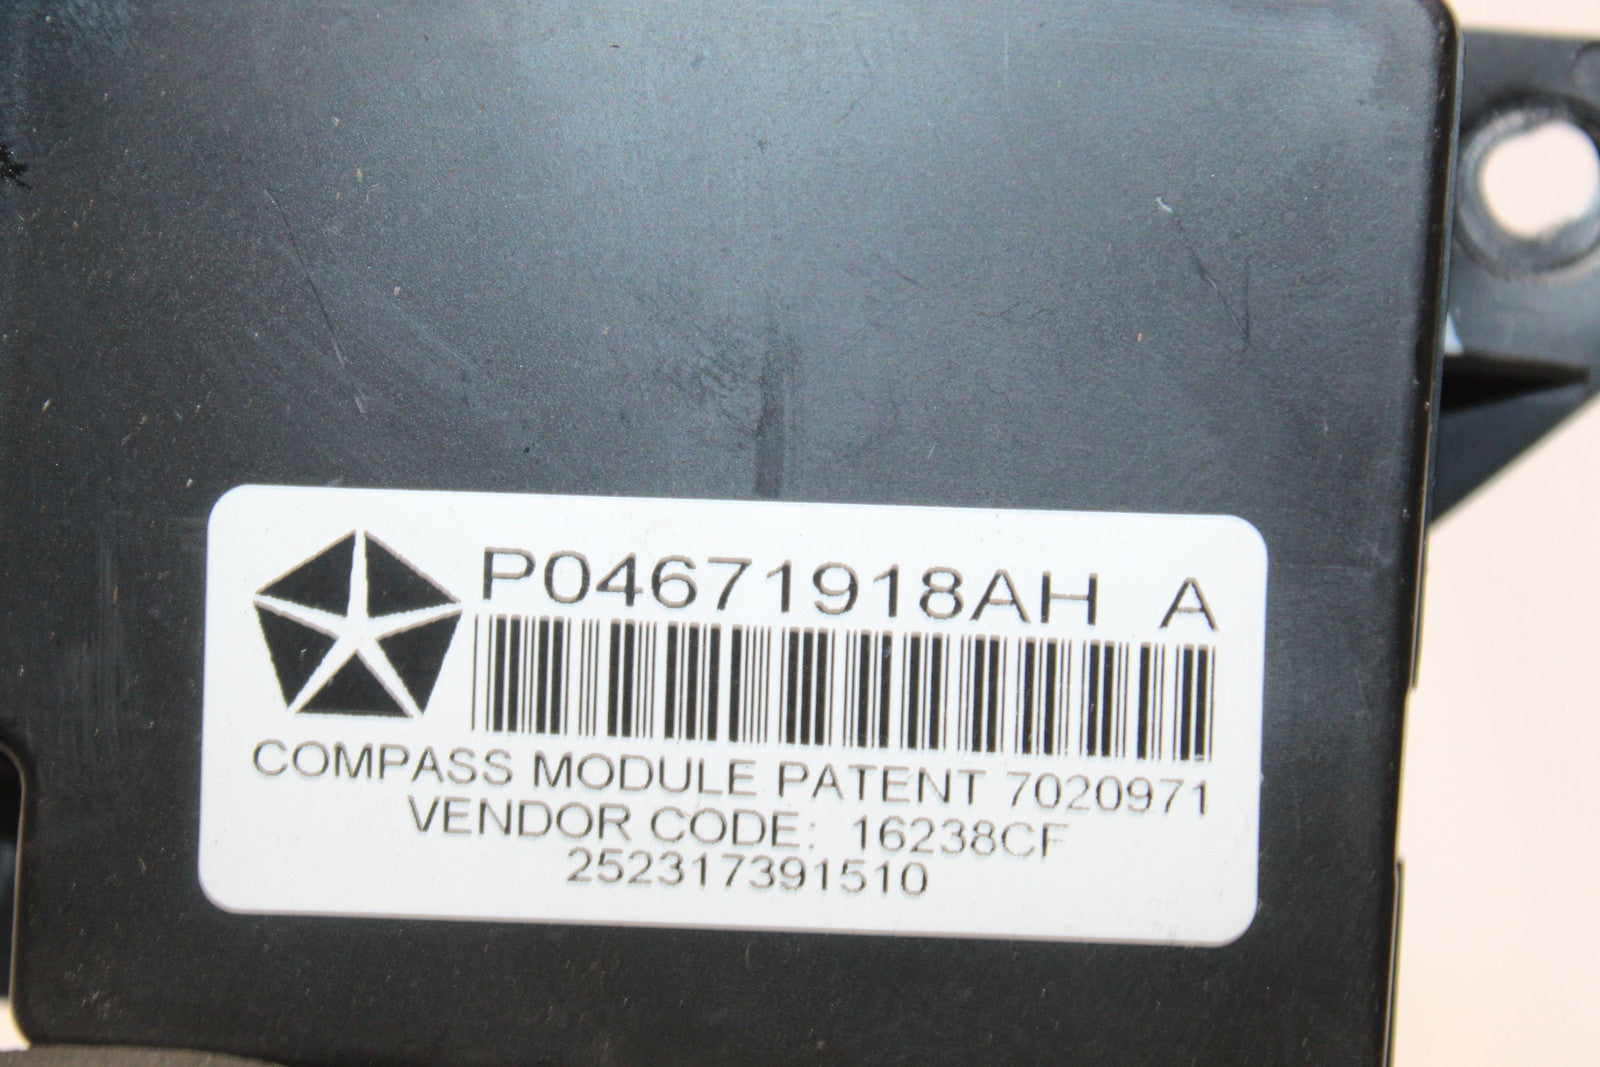 P04671918AH A
COMPASS MODULE PATENT 7020971
VENDOR CODE: 16238CF
252317391510